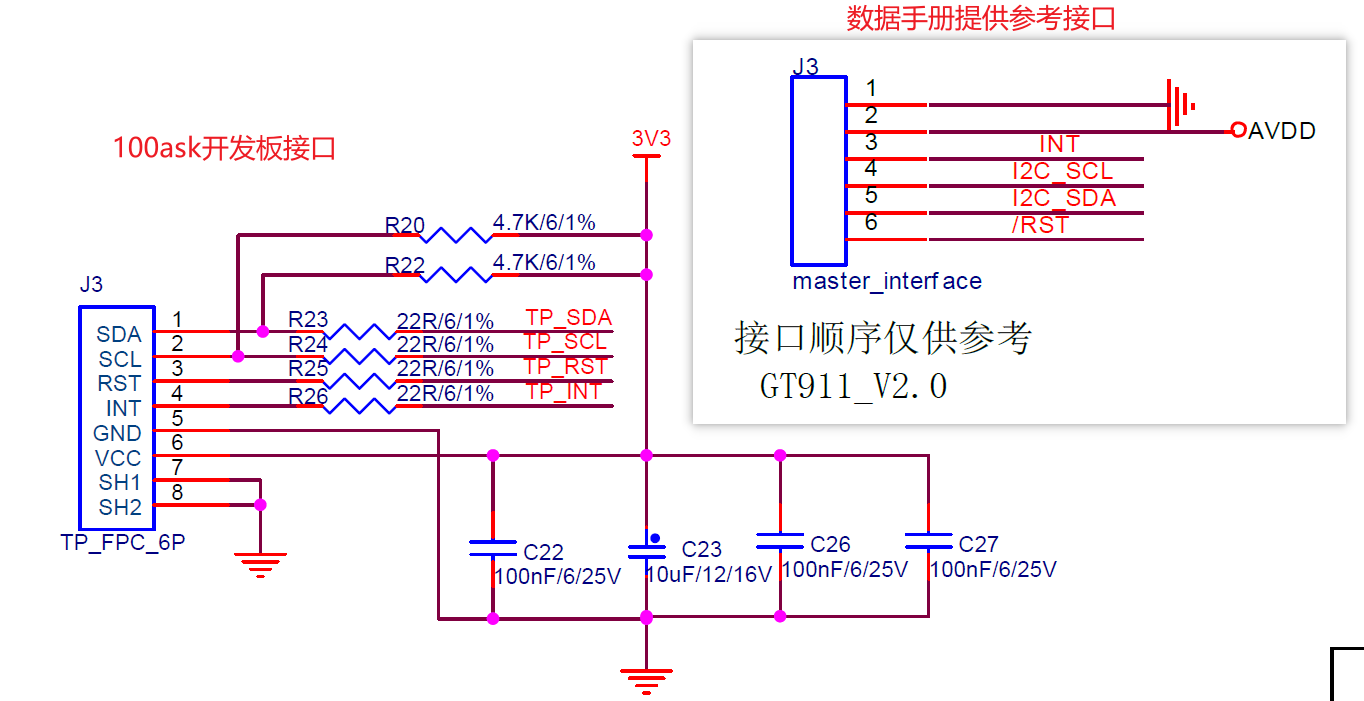 数据手册提供参考接口
J3
1
2
3
4
5
6
AVDD
INT
I2C_SCL
I2C_SDA
/RST
master_interface
接口顺序仅供参考
GT911_V2.0
100ask开发板接口
3V3
R20 4.7K/6/1%
R22 4.7K/6/1%
J3
SDA 1 R23 22R/6/1% TP_SDA
SCL 2 R24 22R/6/1% TP_SCL
RST 3 R25 22R/6/1% TP_RST
INT 4 R26 22R/6/1% TP_INT
GND 5
VCC 6
SH1 7
SH2 8
TP_FPC_6P
C22
100nF/6/25V
C23
10uF/12/16V
C26
100nF/6/25V
C27
100nF/6/25V